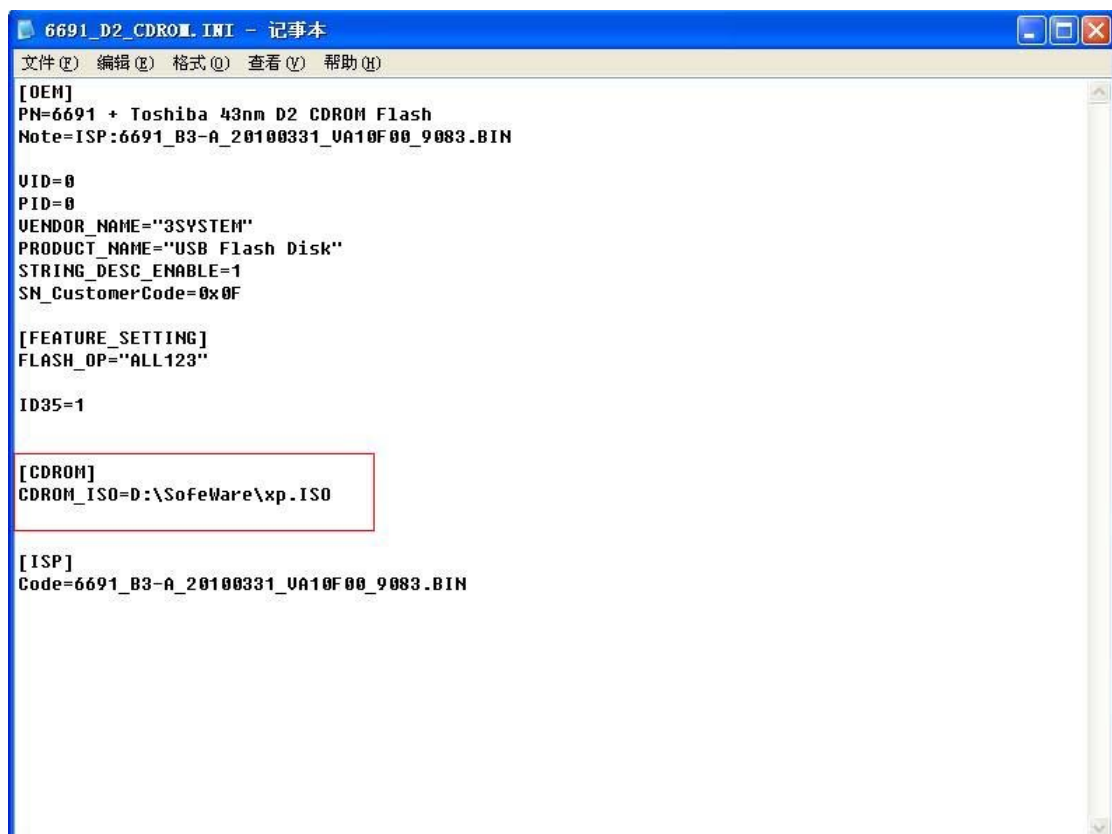 6691_D2_CDROM.INI - 记事本
文件(F) 编辑(E) 格式(O) 查看(V) 帮助(H)
[OEM]
PN=6691 + Toshiba 43nm D2 CDROM Flash
Note=ISP:6691_B3-A_20100331_VA10F00_9083.BIN
VID=0
PID=0
VENDOR_NAME="3SYSTEM"
PRODUCT_NAME="USB Flash Disk"
STRING_DESC_ENABLE=1
SN_CustomerCode=0x0F
[FEATURE_SETTING]
FLASH_OP="ALL123"
ID35=1
[CDROM]
CDROM_ISO=D:\SofeWare\xp.ISO
[ISP]
Code=6691_B3-A_20100331_VA10F00_9083.BIN